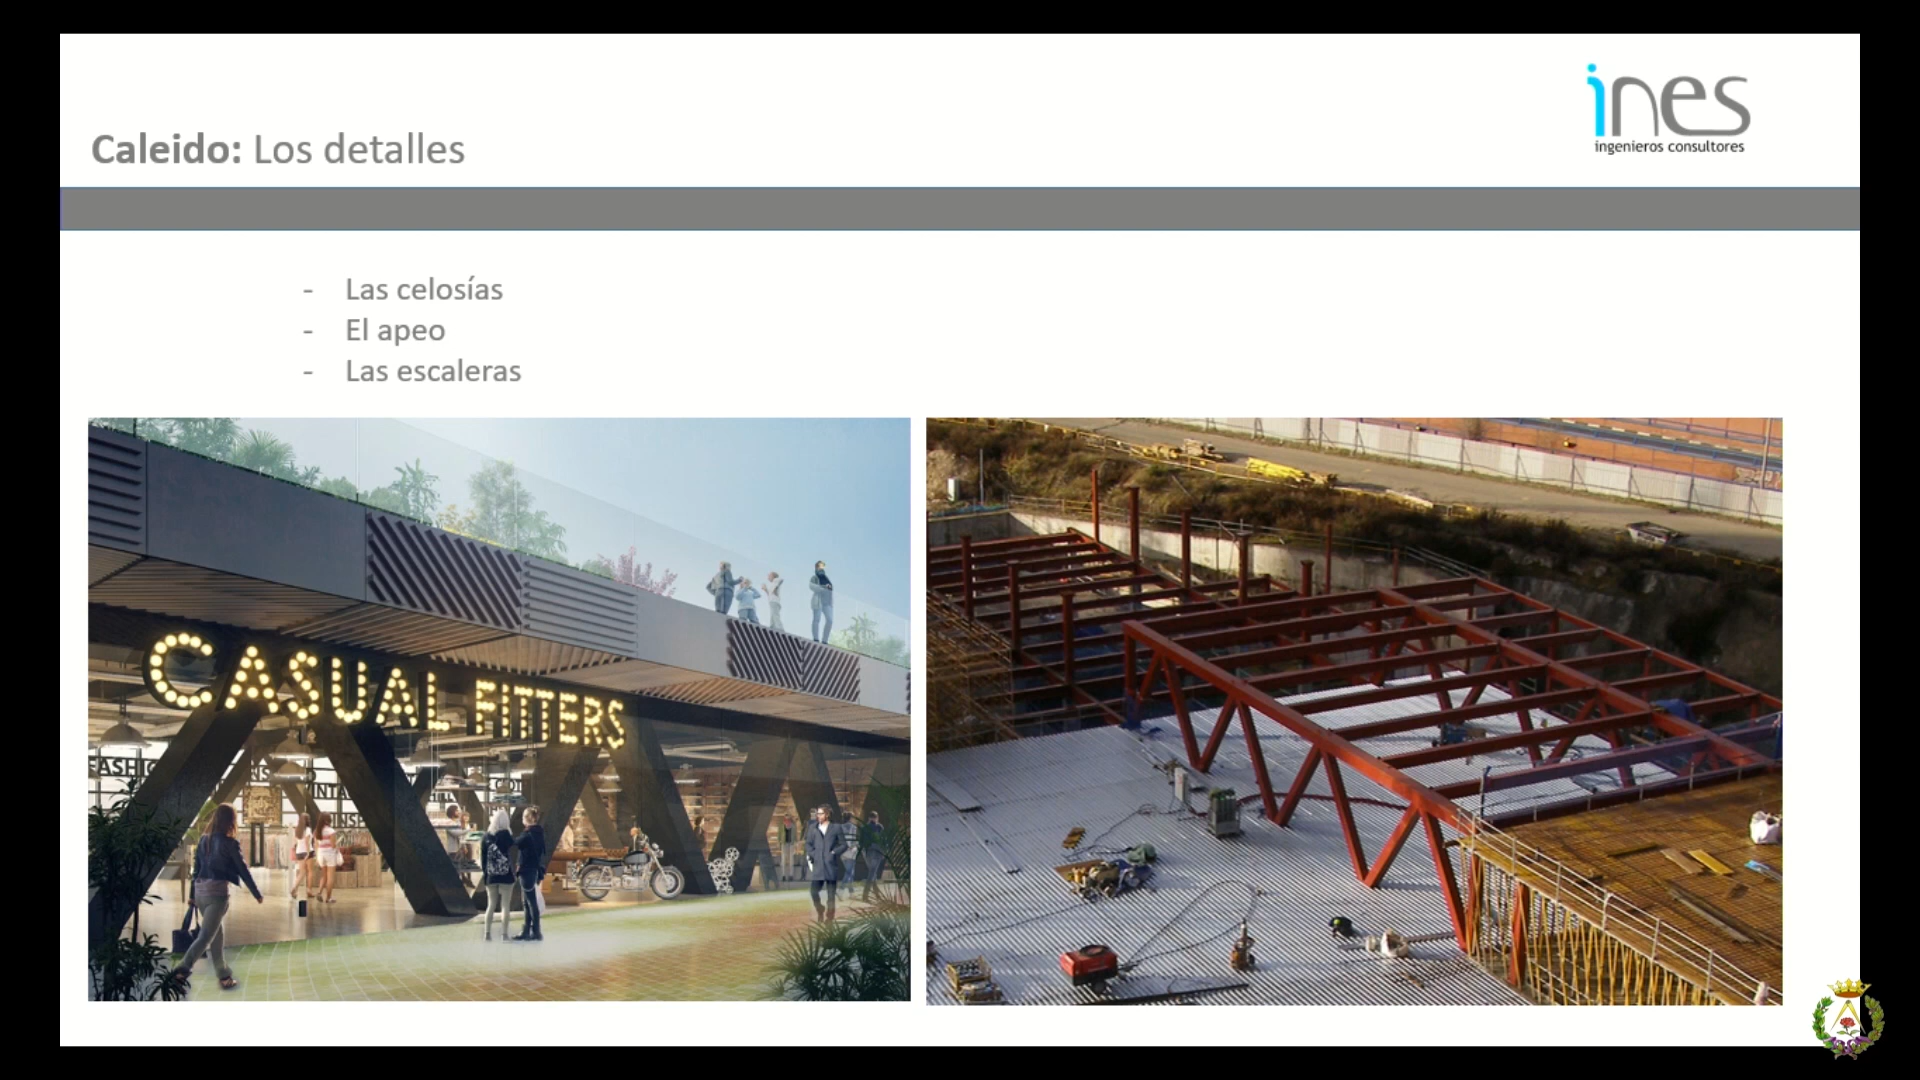 ines
ingenieros consultores
Caleido: Los detalles
- Las celosías
- El apeo
- Las escaleras
CASUAL FITTERS